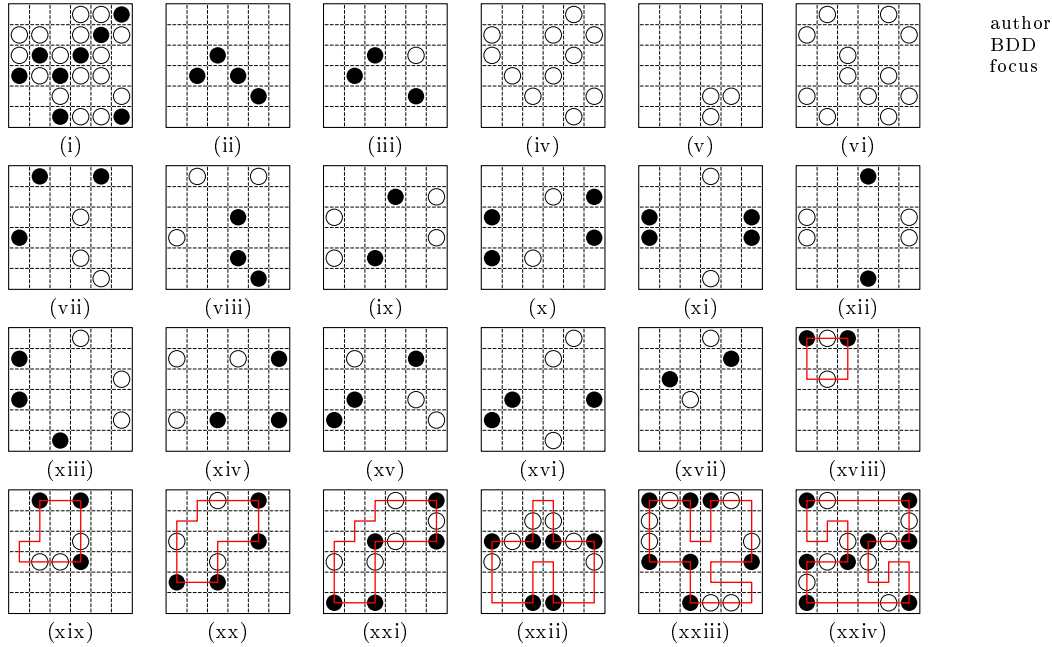 author
BDD
focus
(i) (ii) (iii) (iv) (v) (vi)
(vii) (viii) (ix) (x) (xi) (xii)
(xiii) (xiv) (xv) (xvi) (xvii) (xviii)
(xix) (xx) (xxi) (xxii) (xxiii) (xxiv)